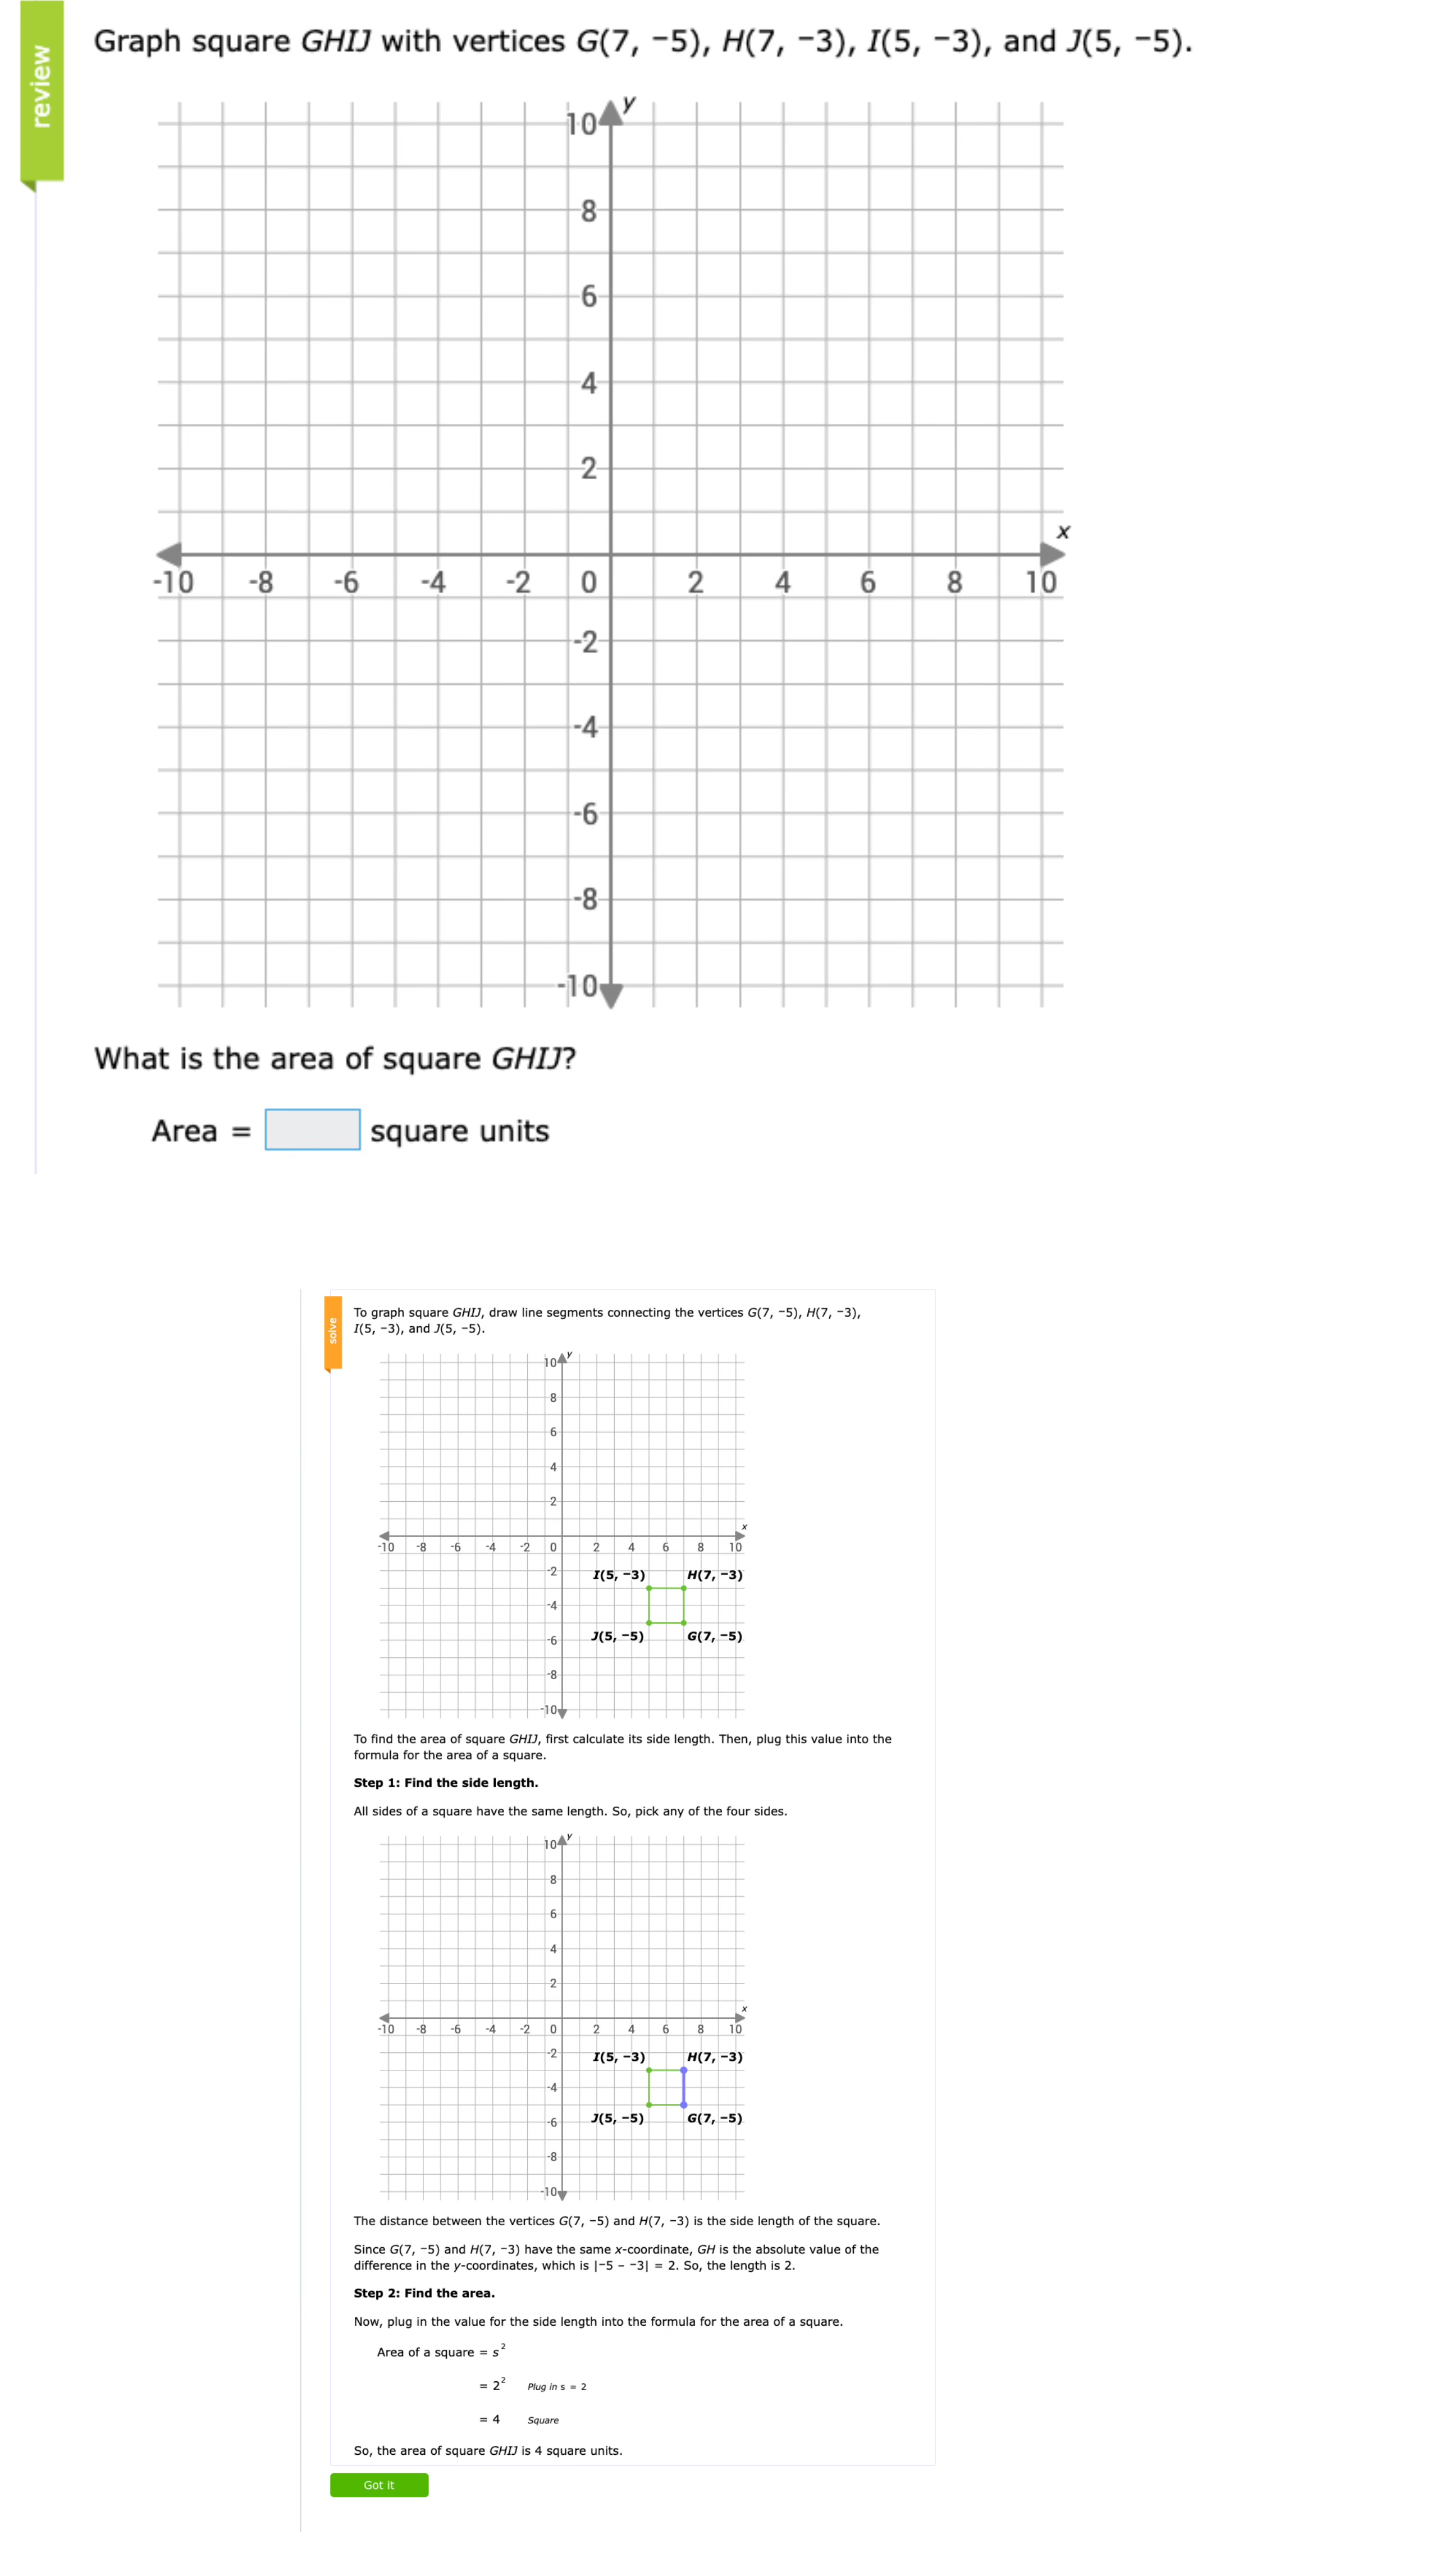 review
Graph square GHIJ with vertices G(7, −5), H(7, −3), I(5, −3), and J(5, −5).
y
10
8
6
4
2
x
-10 -8 -6 -4 -2 0 2 4 6 8 10
-2
-4
-6
-8
-10
What is the area of square GHIJ?
Area = square units
solve
To graph square GHIJ, draw line segments connecting the vertices G(7, −5), H(7, −3),
I(5, −3), and J(5, −5).
y
10
8
6
4
2
x
-10 -8 -6 -4 -2 0 2 4 6 8 10
-2
I(5, −3) H(7, −3)
-4
J(5, −5) G(7, −5)
-6
-8
-10
To find the area of square GHIJ, first calculate its side length. Then, plug this value into the
formula for the area of a square.
Step 1: Find the side length.
All sides of a square have the same length. So, pick any of the four sides.
y
10
8
6
4
2
x
-10 -8 -6 -4 -2 0 2 4 6 8 10
-2
I(5, −3) H(7, −3)
-4
J(5, −5) G(7, −5)
-6
-8
-10
The distance between the vertices G(7, −5) and H(7, −3) is the side length of the square.
Since G(7, −5) and H(7, −3) have the same x-coordinate, GH is the absolute value of the
difference in the y-coordinates, which is |−5 − −3| = 2. So, the length is 2.
Step 2: Find the area.
Now, plug in the value for the side length into the formula for the area of a square.
Area of a square = s²
= 2² Plug in s = 2
= 4 Square
So, the area of square GHIJ is 4 square units.
Got it